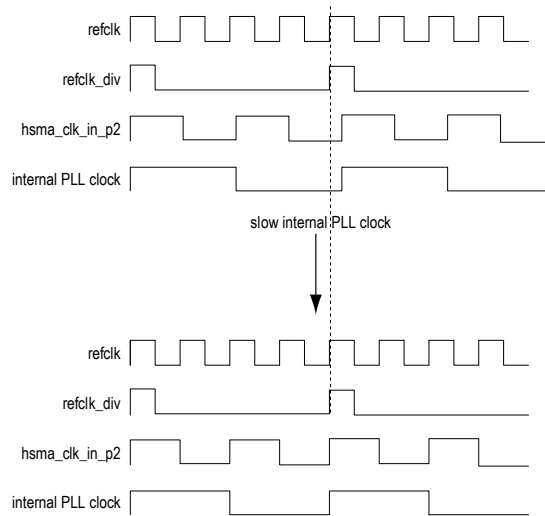 refclk
refclk_div
hsma_clk_in_p2
internal PLL clock
slow internal PLL clock
refclk
refclk_div
hsma_clk_in_p2
internal PLL clock